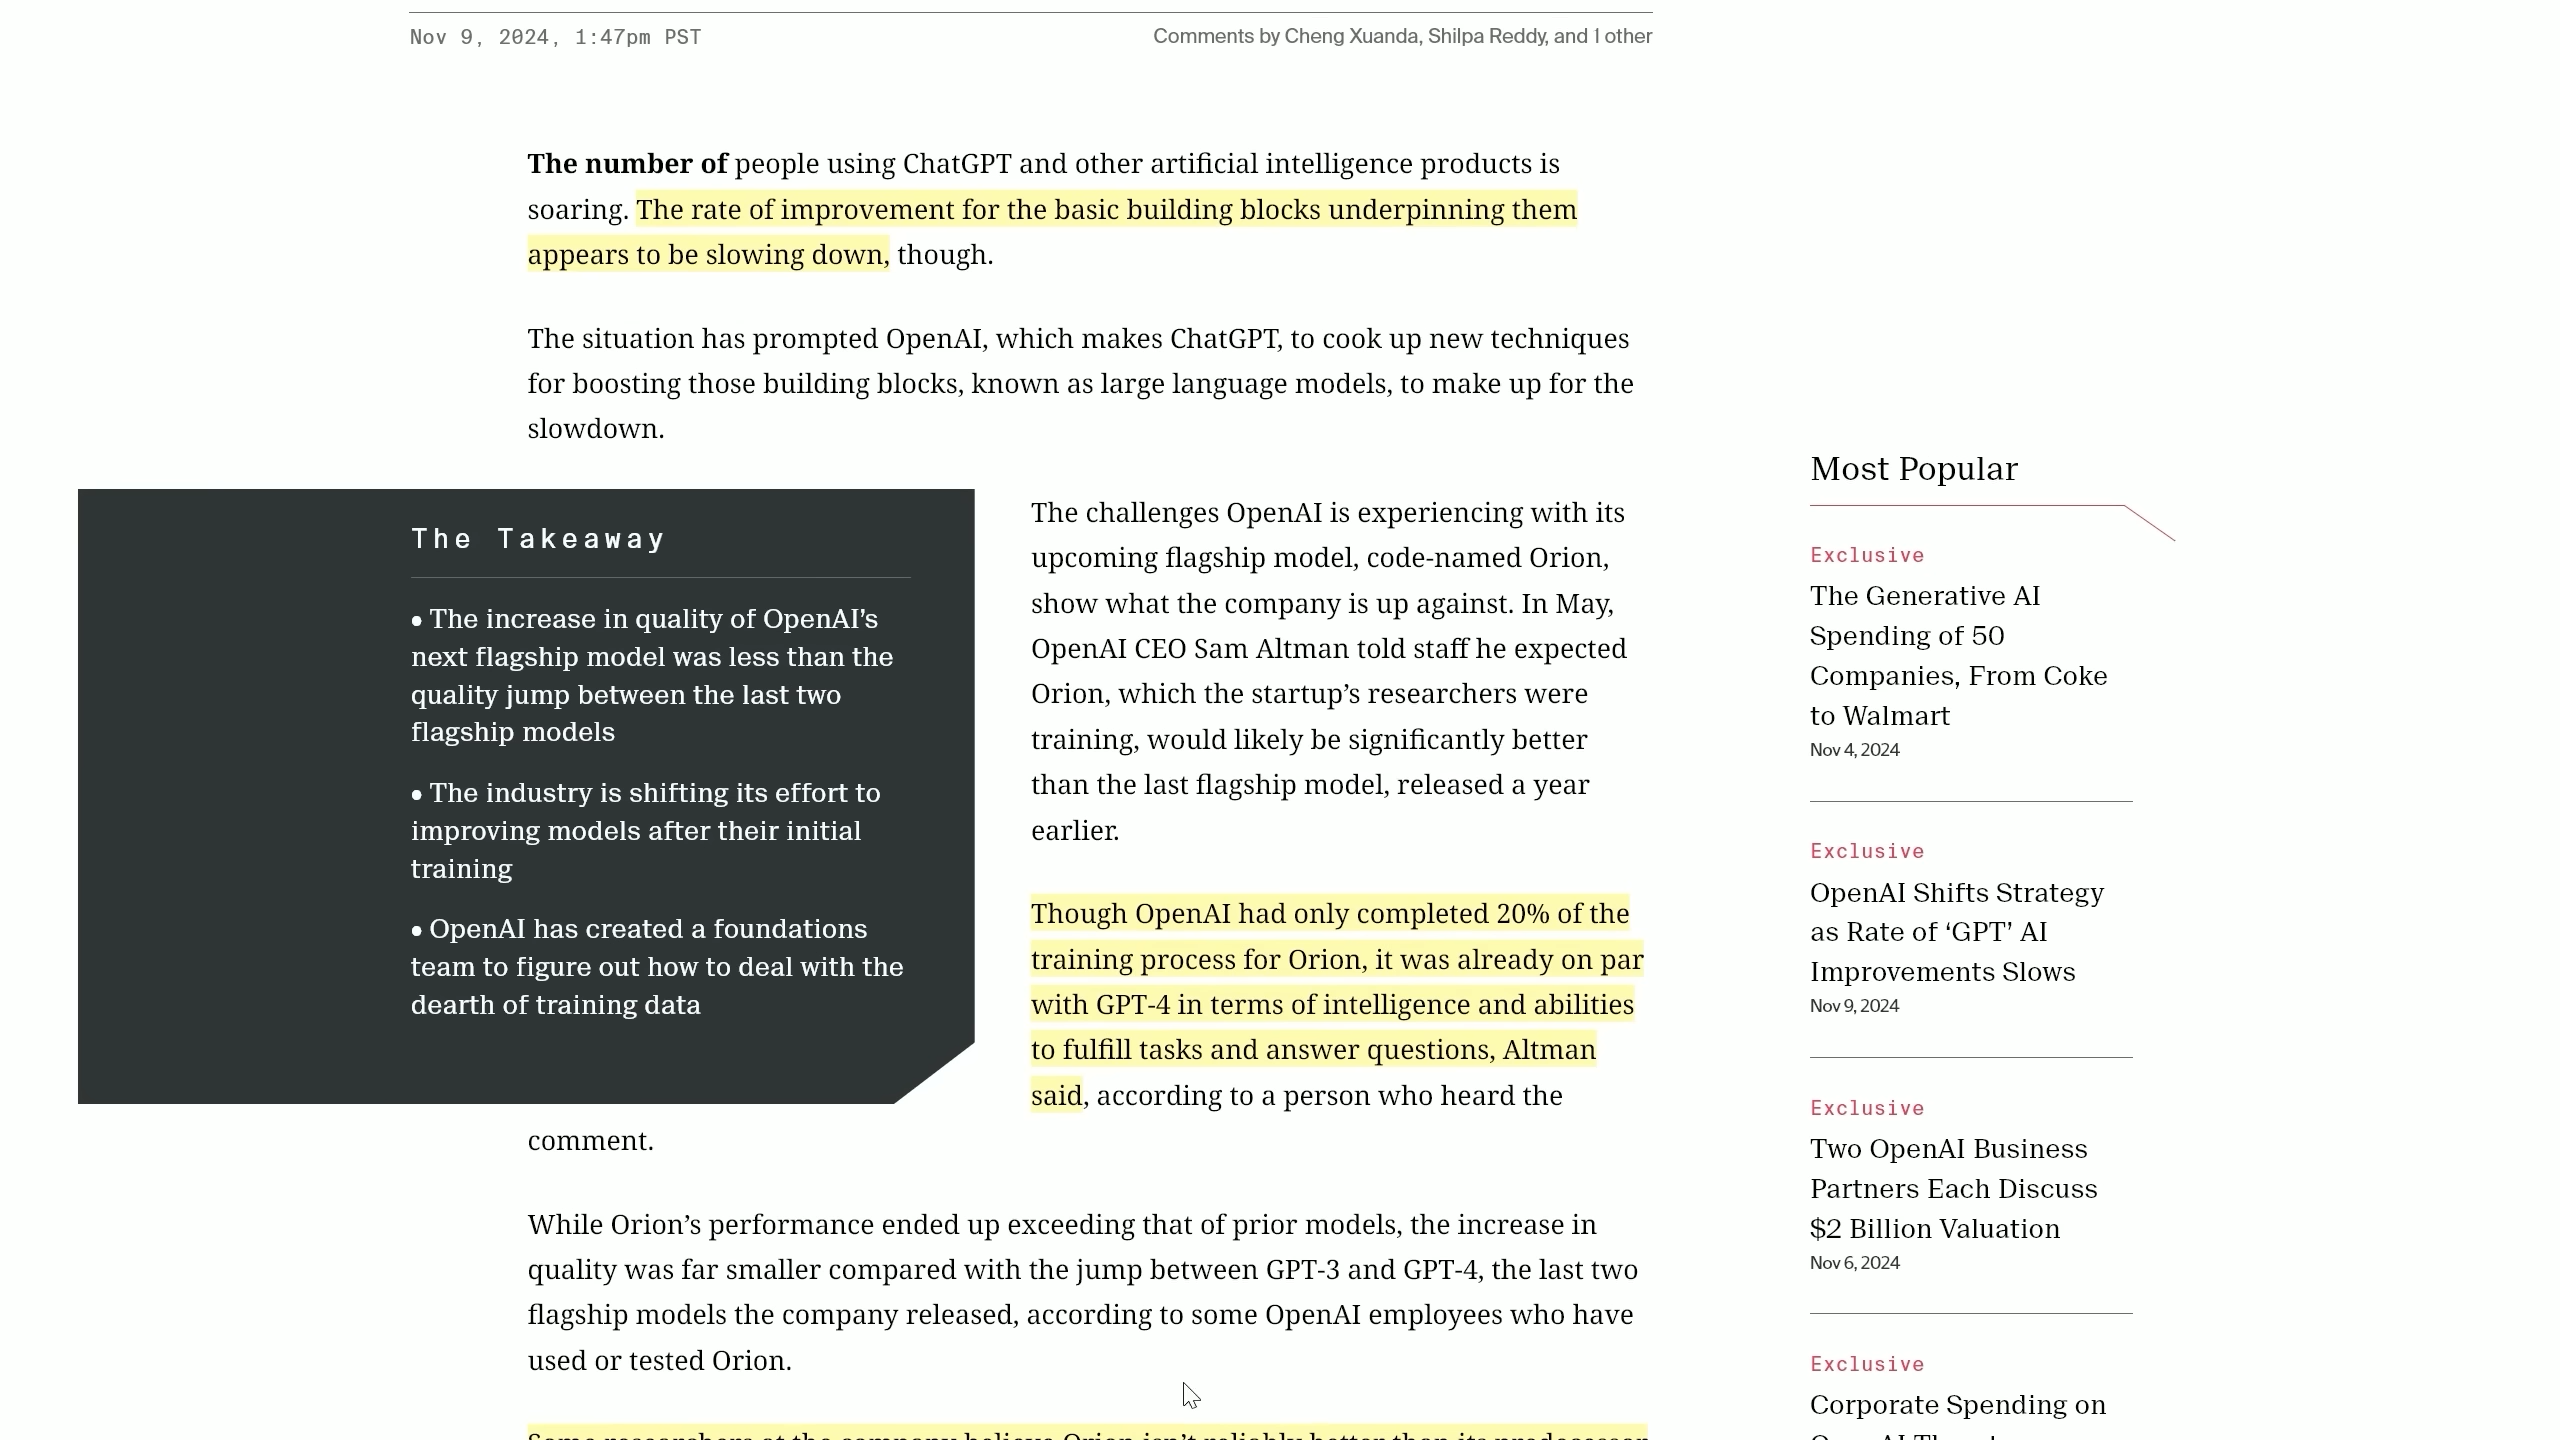 Nov 9, 2024, 1:47pm PST
Comments by Cheng Xuanda, Shilpa Reddy, and 1 other
The number of people using ChatGPT and other artificial intelligence products is
soaring. The rate of improvement for the basic building blocks underpinning them
appears to be slowing down, though.
The situation has prompted OpenAI, which makes ChatGPT, to cook up new techniques
for boosting those building blocks, known as large language models, to make up for the
slowdown.
The Takeaway
• The increase in quality of OpenAI’s
next flagship model was less than the
quality jump between the last two
flagship models
• The industry is shifting its effort to
improving models after their initial
training
• OpenAI has created a foundations
team to figure out how to deal with the
dearth of training data
The challenges OpenAI is experiencing with its
upcoming flagship model, code-named Orion,
show what the company is up against. In May,
OpenAI CEO Sam Altman told staff he expected
Orion, which the startup’s researchers were
training, would likely be significantly better
than the last flagship model, released a year
earlier.
Though OpenAI had only completed 20% of the
training process for Orion, it was already on par
with GPT-4 in terms of intelligence and abilities
to fulfill tasks and answer questions, Altman
said, according to a person who heard the
comment.
While Orion’s performance ended up exceeding that of prior models, the increase in
quality was far smaller compared with the jump between GPT-3 and GPT-4, the last two
flagship models the company released, according to some OpenAI employees who have
used or tested Orion.
Some researchers at the company believe Orion isn’t reliably better than its predecessor
Most Popular
Exclusive
The Generative AI
Spending of 50
Companies, From Coke
to Walmart
Nov 4, 2024
Exclusive
OpenAI Shifts Strategy
as Rate of ‘GPT’ AI
Improvements Slows
Nov 9, 2024
Exclusive
Two OpenAI Business
Partners Each Discuss
$2 Billion Valuation
Nov 6, 2024
Exclusive
Corporate Spending on
OpenAI